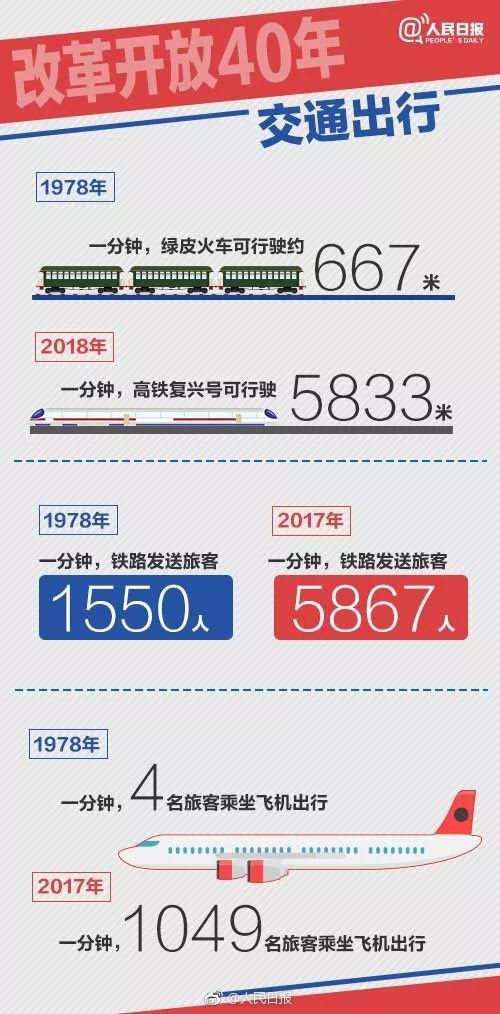 @人民日报
PEOPLE'S DAILY
改革开放40年
交通出行
1978年
一分钟，绿皮火车可行驶约
667米
2018年
一分钟，高铁复兴号可行驶
5833米
1978年
一分钟，铁路发送旅客
1550人
2017年
一分钟，铁路发送旅客
5867人
1978年
一分钟，4名旅客乘坐飞机出行
2017年
一分钟，1049名旅客乘坐飞机出行
@人民日报